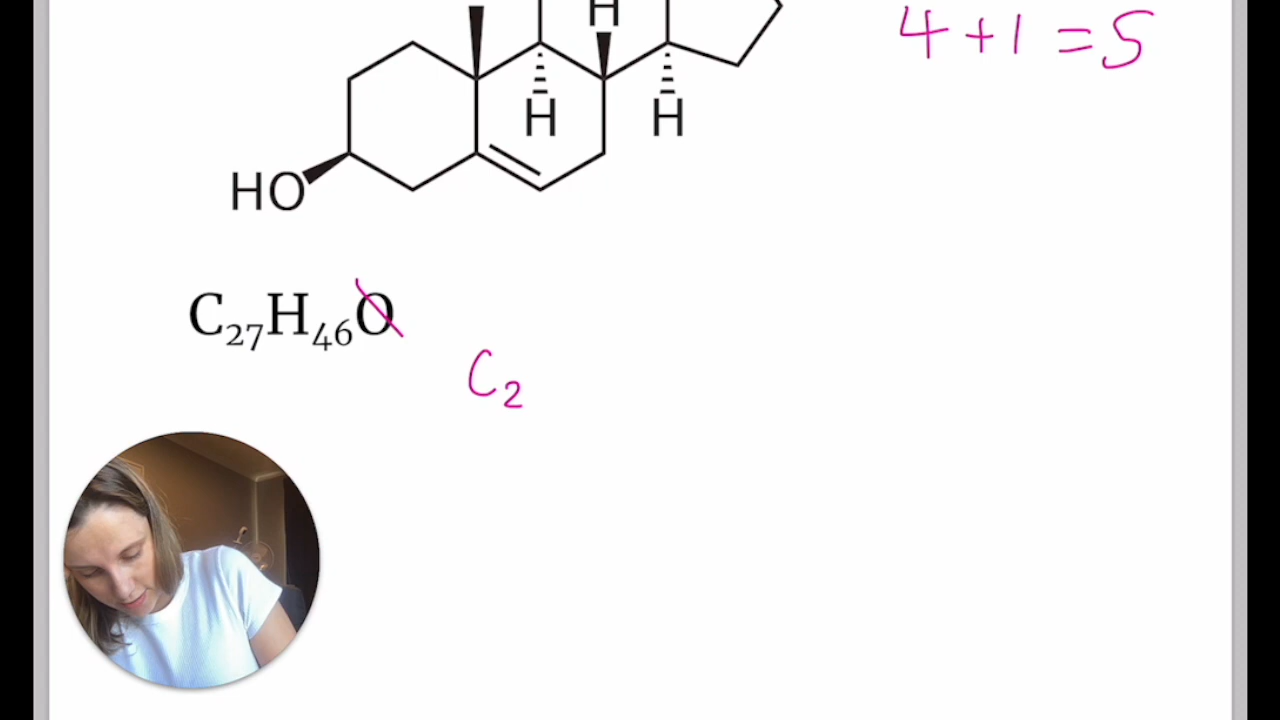 H
4 + 1 = 5
H
H
HO
C₂₇H₄₆O
C₂